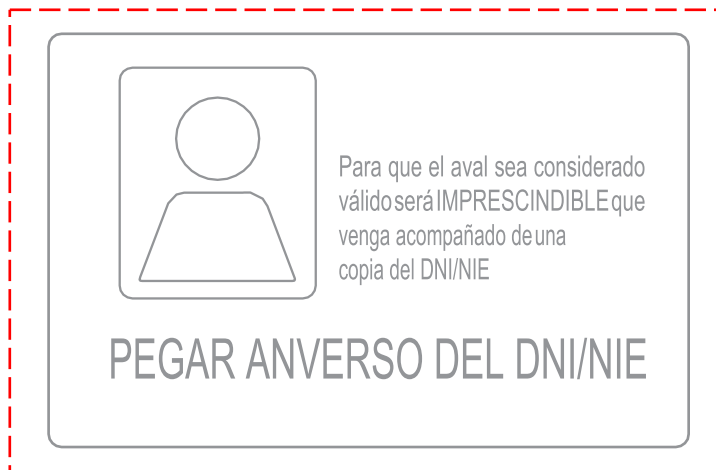 Para que el aval sea considerado
válido será IMPRESCINDIBLE que
venga acompañado de una
copia del DNI/NIE
PEGAR ANVERSO DEL DNI/NIE